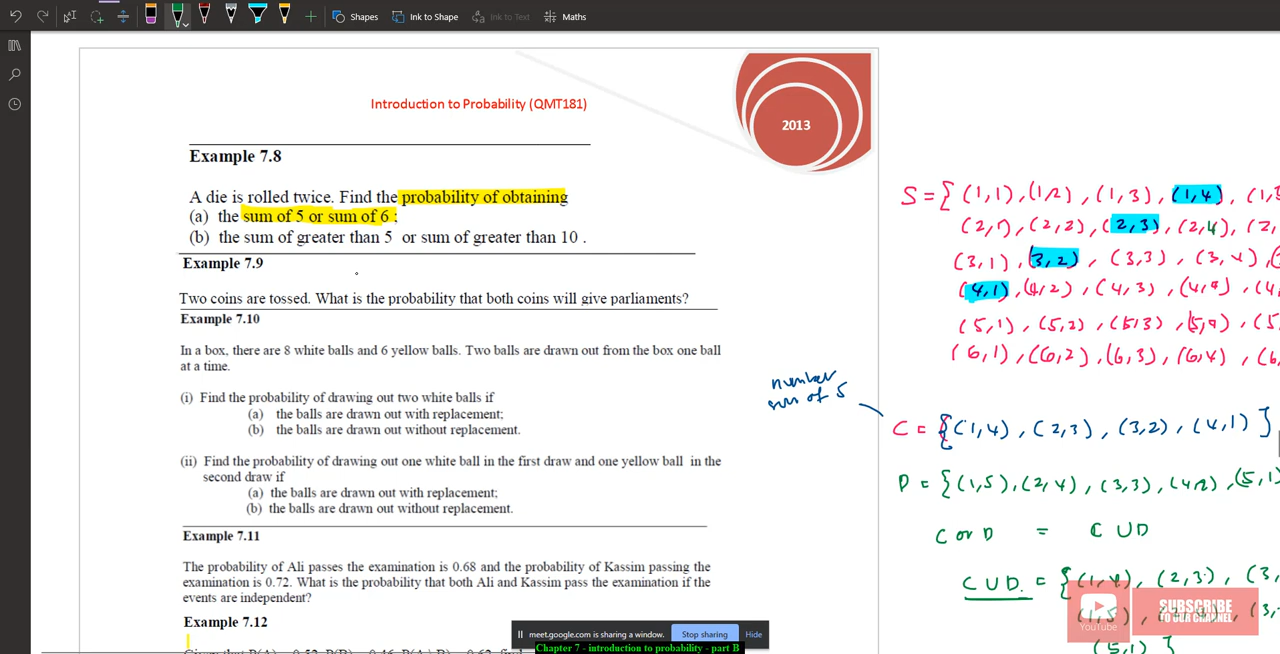 Shapes Ink to Shape Ink to Text Maths
Introduction to Probability (QMT181)
2013
Example 7.8
A die is rolled twice. Find the probability of obtaining
(a) the sum of 5 or sum of 6 ;
(b) the sum of greater than 5 or sum of greater than 10 .
Example 7.9
Two coins are tossed. What is the probability that both coins will give parliaments?
Example 7.10
In a box, there are 8 white balls and 6 yellow balls. Two balls are drawn out from the box one ball
at a time.
(i) Find the probability of drawing out two white balls if
(a) the balls are drawn out with replacement;
(b) the balls are drawn out without replacement.
(ii) Find the probability of drawing out one white ball in the first draw and one yellow ball in the
second draw if
(a) the balls are drawn out with replacement;
(b) the balls are drawn out without replacement.
Example 7.11
The probability of Ali passes the examination is 0.68 and the probability of Kassim passing the
examination is 0.72. What is the probability that both Ali and Kassim pass the examination if the
events are independent?
Example 7.12
S = { (1,1) , (1,2) , (1,3) , (1,4) ,
(2,1) , (2,2) , (2,3) , (2,4) ,
(3,1) , (3,2) , (3,3) , (3,4) ,
(4,1) , (4,2) , (4,3) , (4,4) ,
(5,1) , (5,2) , (5,3) , (5,4) ,
(6,1) , (6,2) , (6,3) , (6,4) ,
number
sum of 5
C = { (1,4) , (2,3) , (3,2) , (4,1) }
D = { (1,5) , (2,4) , (3,3) , (4,2) , (5,1)
C or D = C U D
C U D = { (1,4) , (2,3) ,
(1,5)
(5,1) }
YouTube
SUBSCRIBE
TO OUR CHANNEL
meet.google.com is sharing a window. Stop sharing Hide
Chapter 7 - introduction to probability - part B